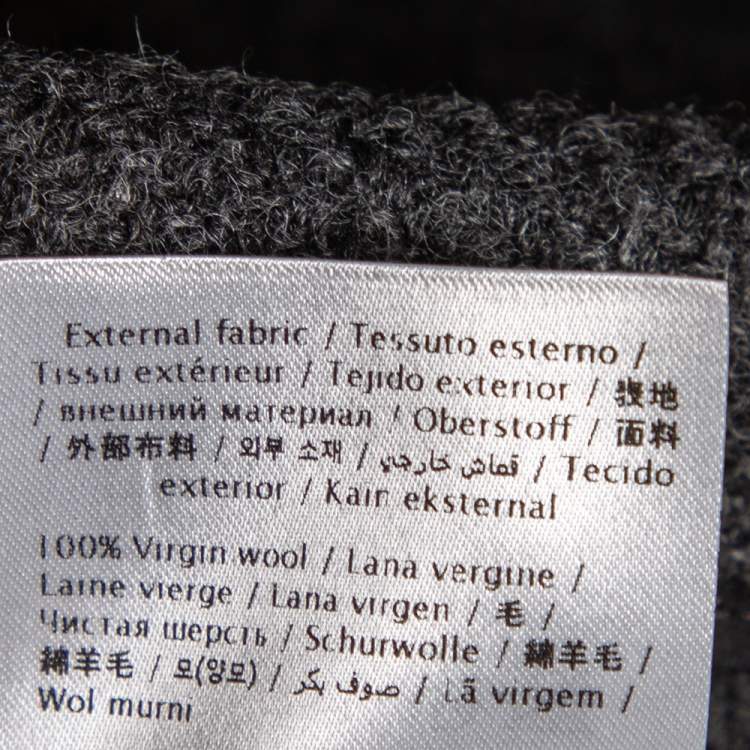 External fabric / Tessuto esterno /
Tissu extérieur / Tejido exterior / 表地
/ внешний материал / Oberstoff / 面料
/ 外部布料 / 외부 소재 / قماش خارجي / Tecido
exterior / Kain eksternal
100% Virgin wool / Lana vergine /
Laine vierge / Lana virgen / 毛 /
Чистая шерсть / Schurwolle / 綿羊毛 /
綿羊毛 / 모(양모) / صوف بكر / Lã virgem /
Wol murni